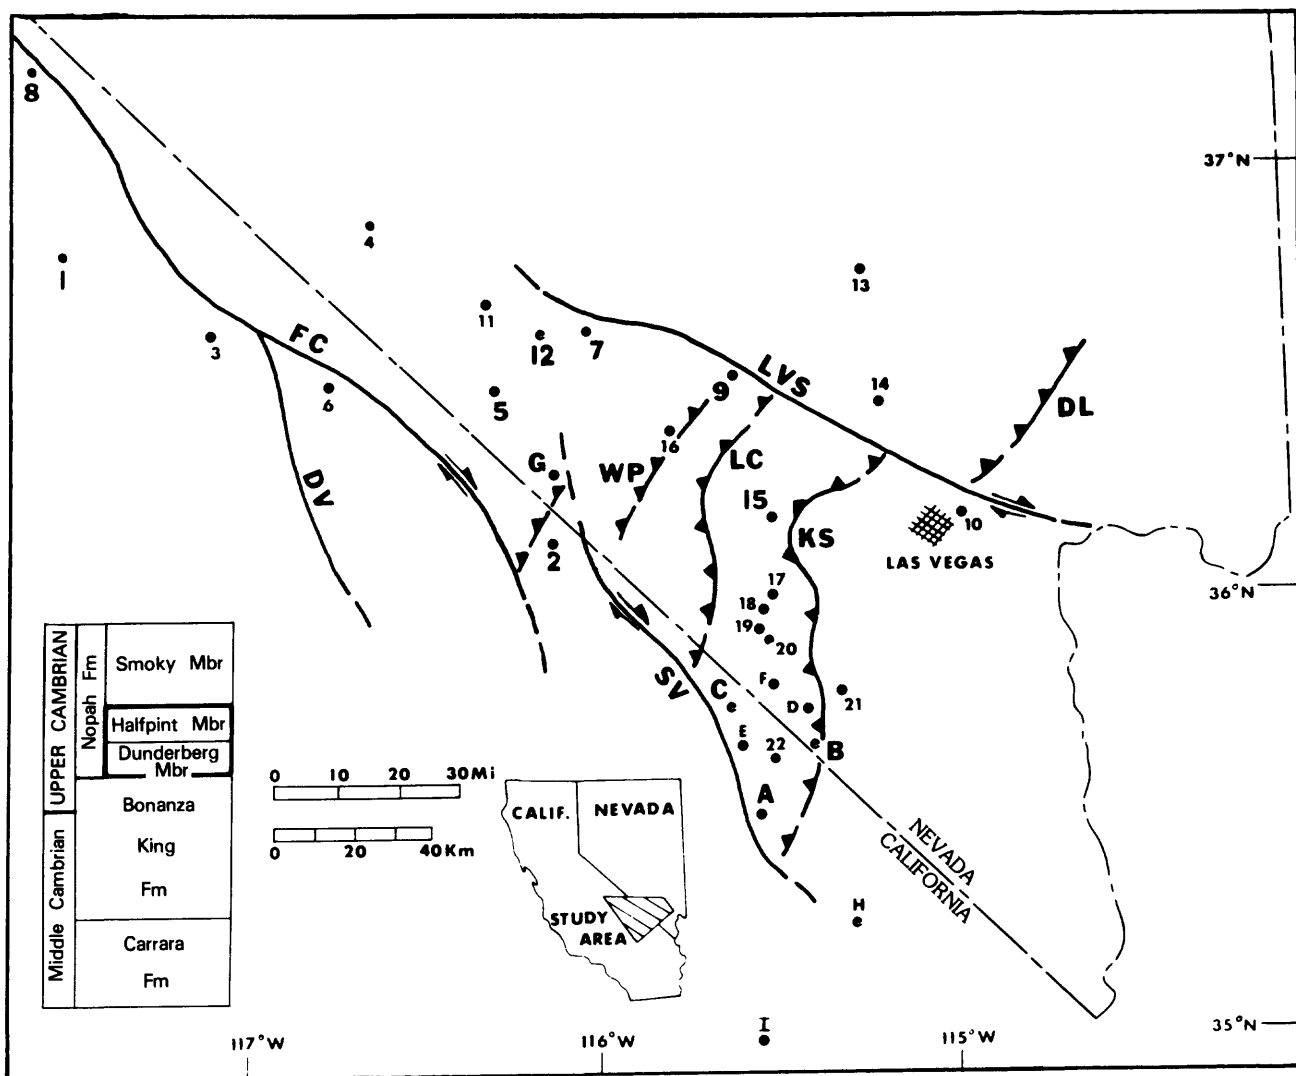 8
37°N
4
1
13
11
3
FC
12
7
LVS
14
6
5
9
DL
16
G
WP
LC
DV
15
10
KS
2
LAS VEGAS
36°N
17
18
19
20
SV
C
F
D
21
E
22
B
A
UPPER CAMBRIAN
Middle Cambrian
Nopah Fm
Smoky Mbr
Halfpint Mbr
Dunderberg
Mbr
Bonanza
King
Fm
Carrara
Fm
0 10 20 30 Mi
0 20 40 Km
CALIF. NEVADA
STUDY
AREA
NEVADA
CALIFORNIA
H
I
35°N
117°W 116°W 115°W